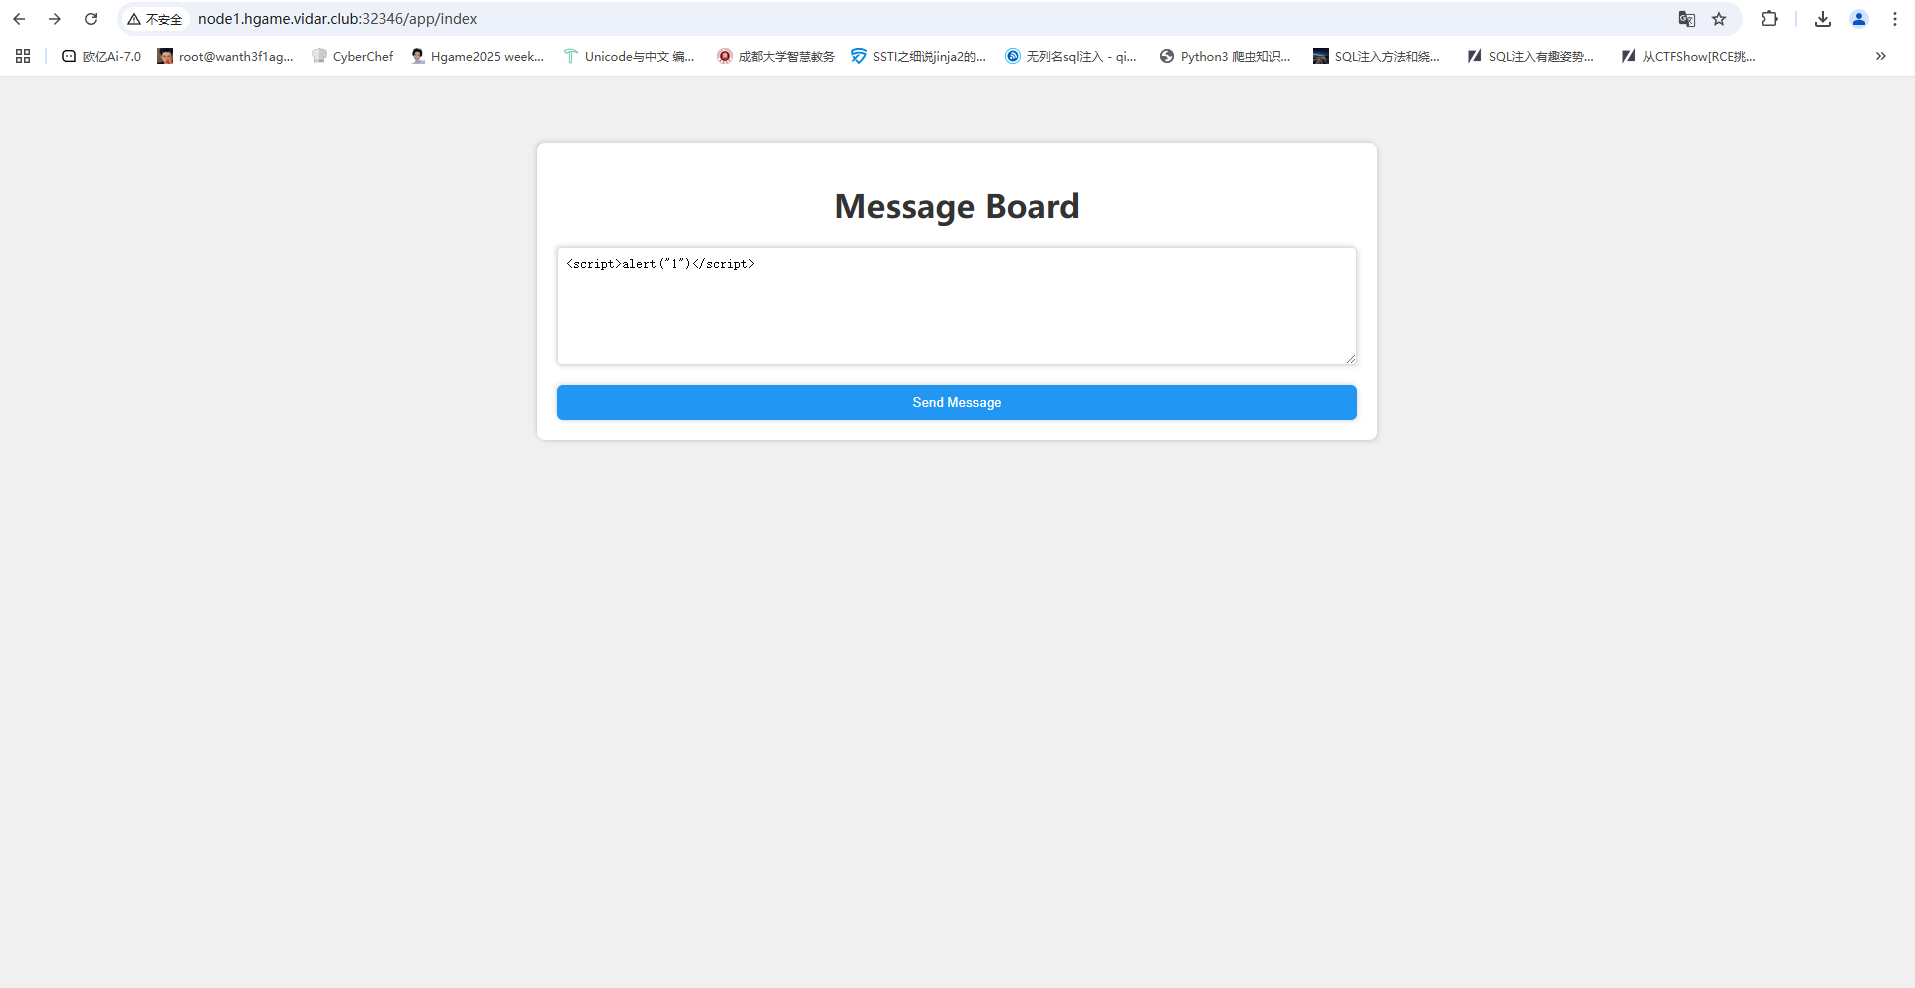 不安全 node1.hgame.vidar.club:32346/app/index
欧亿Ai-7.0 root@wanth3f1ag... CyberChef Hgame2025 week... Unicode与中文 编... 成都大学智慧教务 SSTI之细说jinja2的... 无列名sql注入 - qi... Python3 爬虫知识... SQL注入方法和绕... SQL注入有趣姿势... 从CTFShow[RCE挑...
Message Board
<script>alert("1")</script>
Send Message